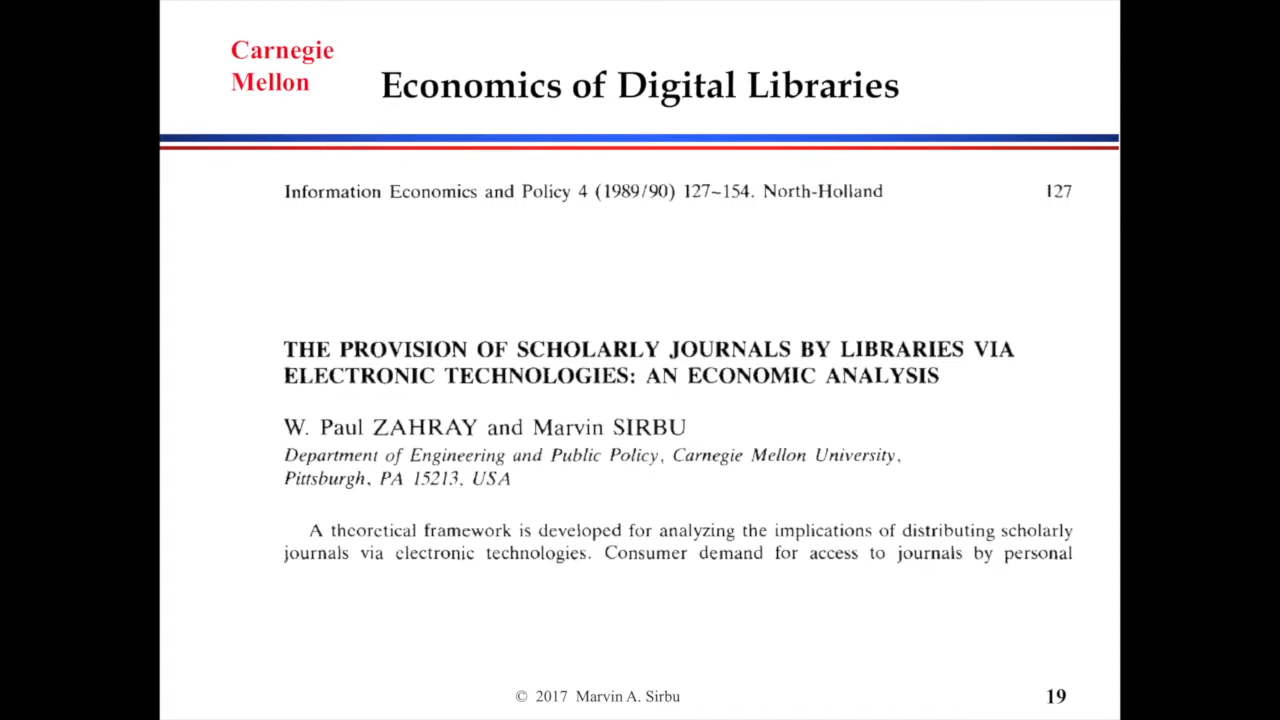 Carnegie
Mellon
Economics of Digital Libraries
Information Economics and Policy 4 (1989/90) 127–154. North-Holland 127
THE PROVISION OF SCHOLARLY JOURNALS BY LIBRARIES VIA
ELECTRONIC TECHNOLOGIES: AN ECONOMIC ANALYSIS
W. Paul ZAHRAY and Marvin SIRBU
Department of Engineering and Public Policy, Carnegie Mellon University,
Pittsburgh, PA 15213, USA
A theoretical framework is developed for analyzing the implications of distributing scholarly
journals via electronic technologies. Consumer demand for access to journals by personal
© 2017 Marvin A. Sirbu
19